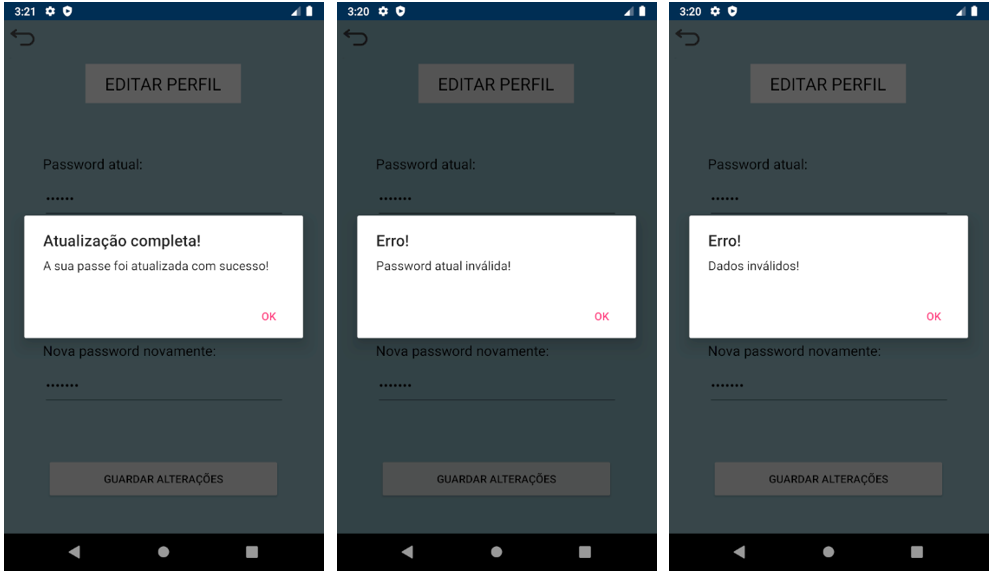 3:21
EDITAR PERFIL
Password atual:
••••••
Atualização completa!
A sua passe foi atualizada com sucesso!
OK
Nova password novamente:
•••••••
GUARDAR ALTERAÇÕES
3:20
EDITAR PERFIL
Password atual:
•••••••
Erro!
Password atual inválida!
OK
Nova password novamente:
•••••••
GUARDAR ALTERAÇÕES
3:20
EDITAR PERFIL
Password atual:
••••••
Erro!
Dados inválidos!
OK
Nova password novamente:
•••••••
GUARDAR ALTERAÇÕES